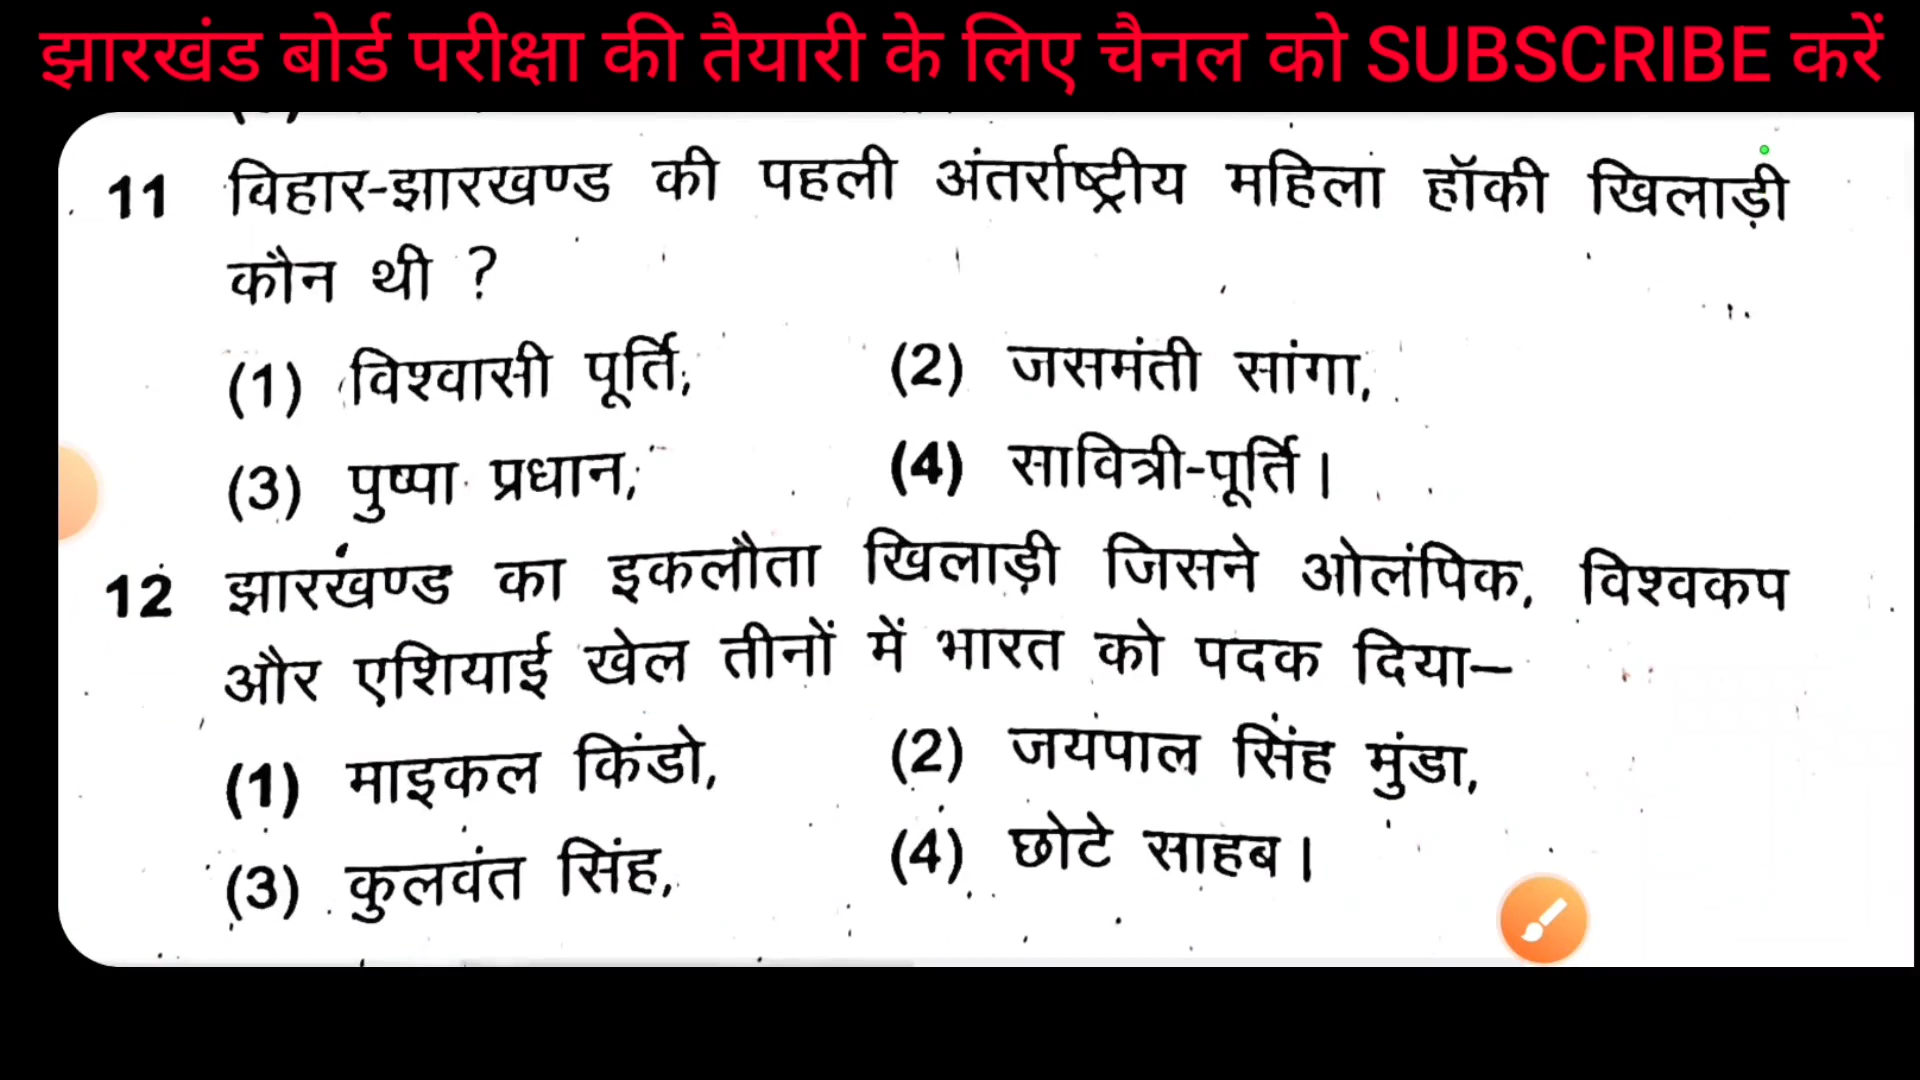 झारखंड बोर्ड परीक्षा की तैयारी के लिए चैनल को SUBSCRIBE करें
11 विहार-झारखण्ड की पहली अंतर्राष्ट्रीय महिला हॉकी खिलाड़ी
कौन थी ?
(1) विश्वासी पूर्ति, (2) जसमंती सांगा,
(3) पुष्पा प्रधान, (4) सावित्री-पूर्ति।
12 झारखण्ड का इकलौता खिलाड़ी जिसने ओलंपिक, विश्वकप
और एशियाई खेल तीनों में भारत को पदक दिया—
(1) माइकल किंडो, (2) जयपाल सिंह मुंडा,
(3) कुलवंत सिंह, (4) छोटे साहब।